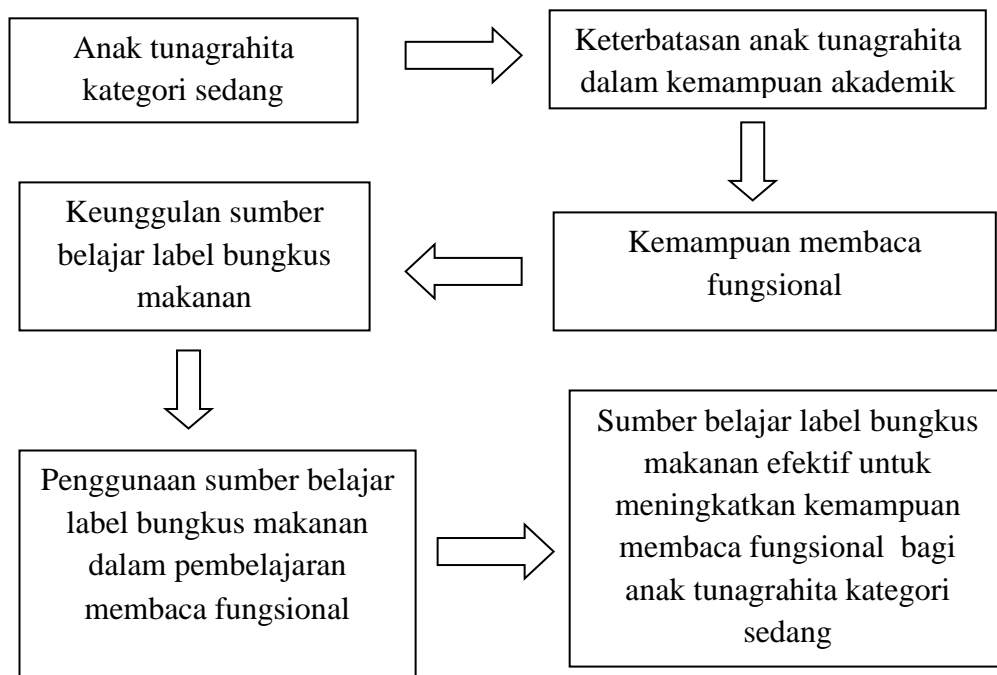 Anak tunagrahita
kategori sedang
Keterbatasan anak tunagrahita
dalam kemampuan akademik
Kemampuan membaca
fungsional
Keunggulan sumber
belajar label bungkus
makanan
Penggunaan sumber belajar
label bungkus makanan
dalam pembelajaran
membaca fungsional
Sumber belajar label bungkus
makanan efektif untuk
meningkatkan kemampuan
membaca fungsional bagi
anak tunagrahita kategori
sedang